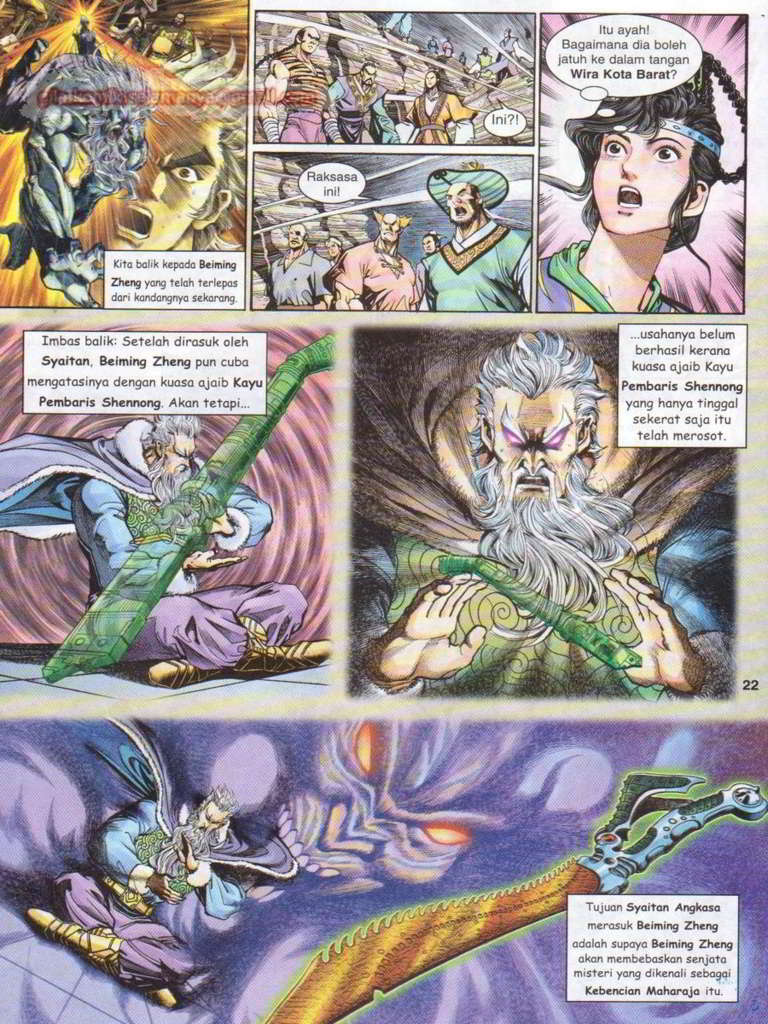 Kita balik kepada Beiming
Zheng yang telah terlepas
dari kandangnya sekarang.
Ini?!
Raksasa
ini!
Itu ayah!
Bagaimana dia boleh
jatuh ke dalam tangan
Wira Kota Barat?
Imbas balik: Setelah dirasuk oleh
Syaitan, Beiming Zheng pun cuba
mengatasinya dengan kuasa ajaib Kayu
Pembaris Shennong. Akan tetapi...
...usahanya belum
berhasil kerana
kuasa ajaib Kayu
Pembaris Shennong
yang hanya tinggal
sekerat saja itu
telah merosot.
22
Tujuan Syaitan Angkasa
merasuk Beiming Zheng
adalah supaya Beiming Zheng
akan membebaskan senjata
misteri yang dikenali sebagai
Kebencian Maharaja itu.